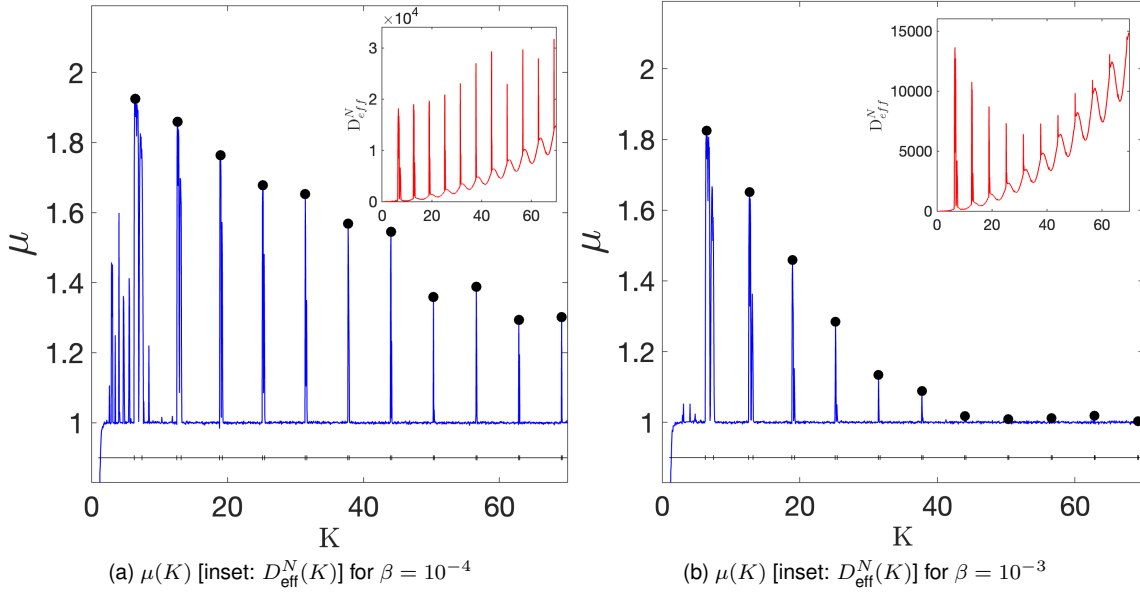 ×10⁴
3
2
1
0
D^N_eff
0 20 40 60
2
1.8
1.6
1.4
1.2
1
μ
0 20 40 60
K
(a) μ(K) [inset: D^N_eff(K)] for β = 10⁻⁴
15000
10000
5000
0
D^N_eff
0 20 40 60
2
1.8
1.6
1.4
1.2
1
μ
0 20 40 60
K
(b) μ(K) [inset: D^N_eff(K)] for β = 10⁻³